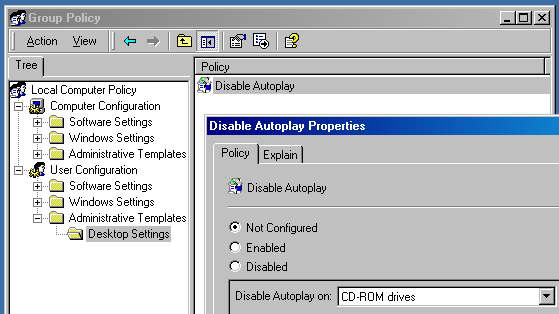 Group Policy
Action View
Tree
Policy
Local Computer Policy
Computer Configuration
Software Settings
Windows Settings
Administrative Templates
User Configuration
Software Settings
Windows Settings
Administrative Templates
Desktop Settings
Disable Autoplay
Disable Autoplay Properties
Policy Explain
Disable Autoplay
Not Configured
Enabled
Disabled
Disable Autoplay on: CD-ROM drives